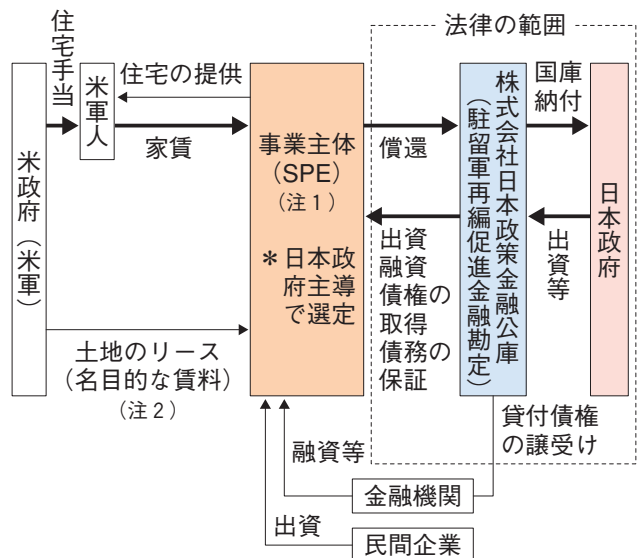 法律の範囲
住宅手当
米軍人
住宅の提供
家賃
米政府（米軍）
事業主体
（SPE）
（注１）
＊日本政
府主導
で選定
償還
出資
融資
債権の
取得
債務の
保証
株式会社日本政策金融公庫
（駐留軍再編促進金融勘定）
国庫
納付
出資等
日本政府
土地のリース
（名目的な賃料）
（注２）
貸付債権
の譲受け
融資等
金融機関
出資
民間企業